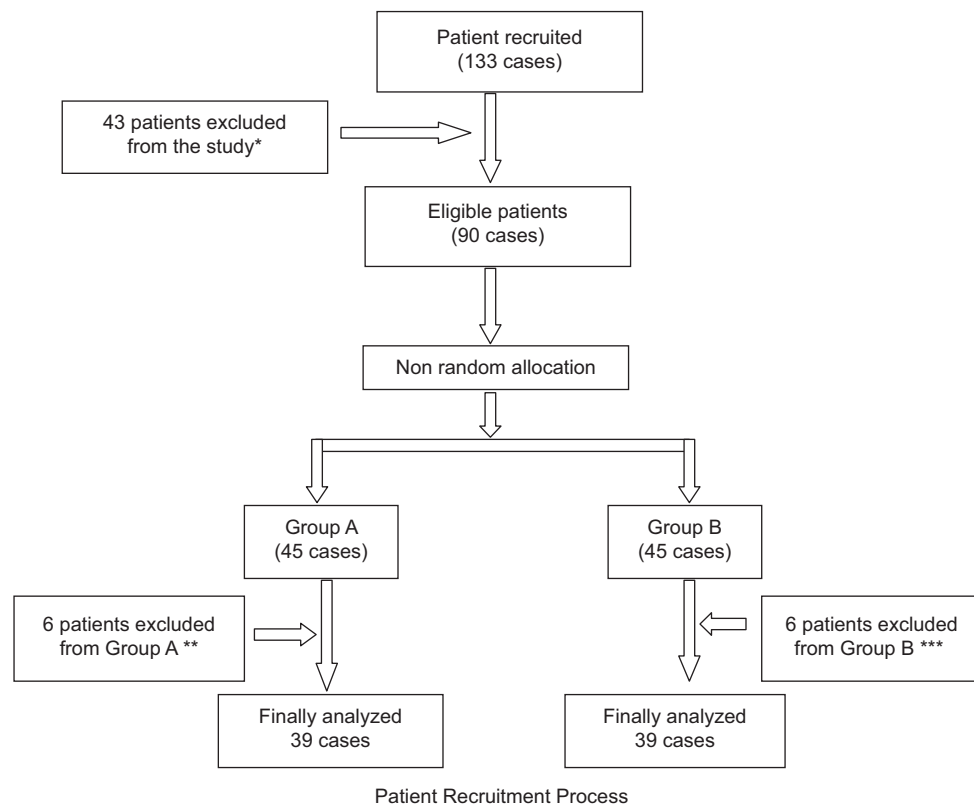 Patient recruited
(133 cases)
43 patients excluded
from the study*
Eligible patients
(90 cases)
Non random allocation
Group A
(45 cases)
Group B
(45 cases)
6 patients excluded
from Group A **
6 patients excluded
from Group B ***
Finally analyzed
39 cases
Finally analyzed
39 cases
Patient Recruitment Process